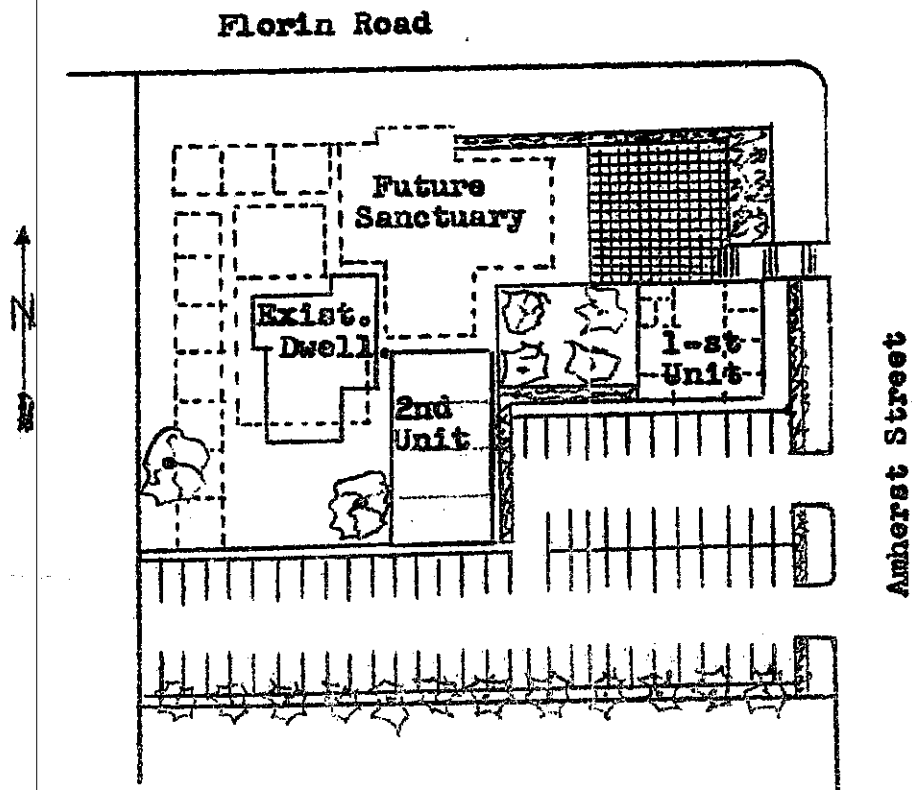 Florin Road
Future
Sanctuary
Exist.
Dwell.
1-st
Unit
2nd
Unit
Amherst Street
N